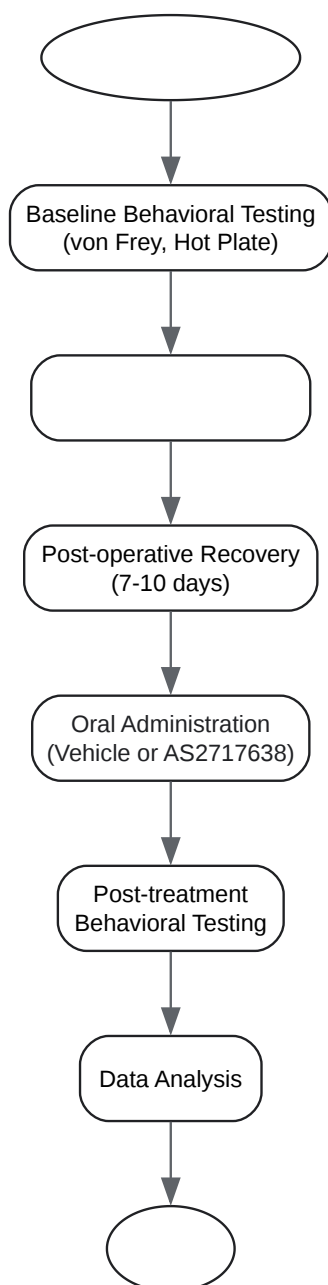 Baseline Behavioral Testing
(von Frey, Hot Plate)
Post-operative Recovery
(7-10 days)
Oral Administration
(Vehicle or AS2717638)
Post-treatment
Behavioral Testing
Data Analysis